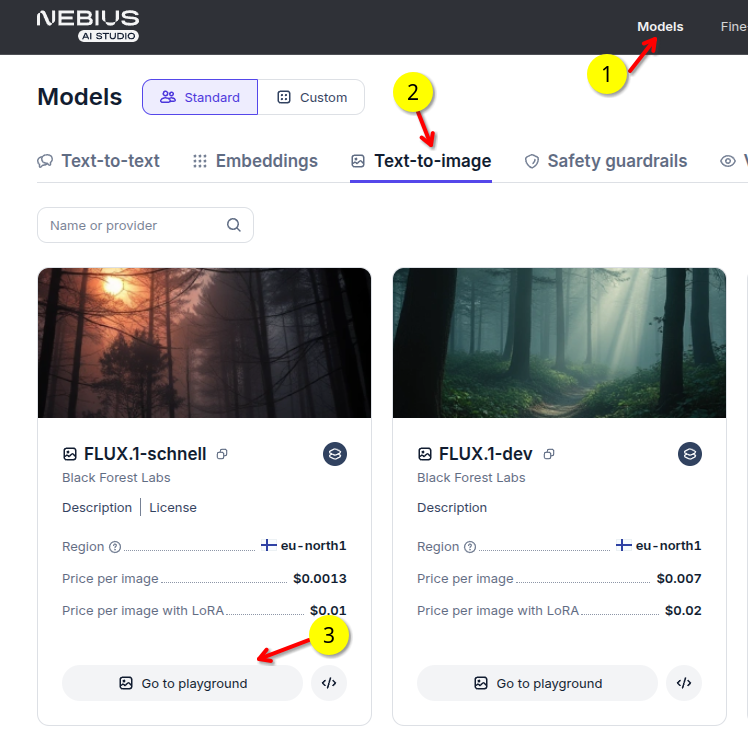 NEBIUS
AI STUDIO
Models
Fine
1
Models
Standard
Custom
2
Text-to-text
Embeddings
Text-to-image
Safety guardrails
V
Name or provider
FLUX.1-schnell
Black Forest Labs
Description | License
Region eu-north1
Price per image $0.0013
Price per image with LoRA $0.01
3
Go to playground
</>
FLUX.1-dev
Black Forest Labs
Description
Region eu-north1
Price per image $0.007
Price per image with LoRA $0.02
Go to playground
</>